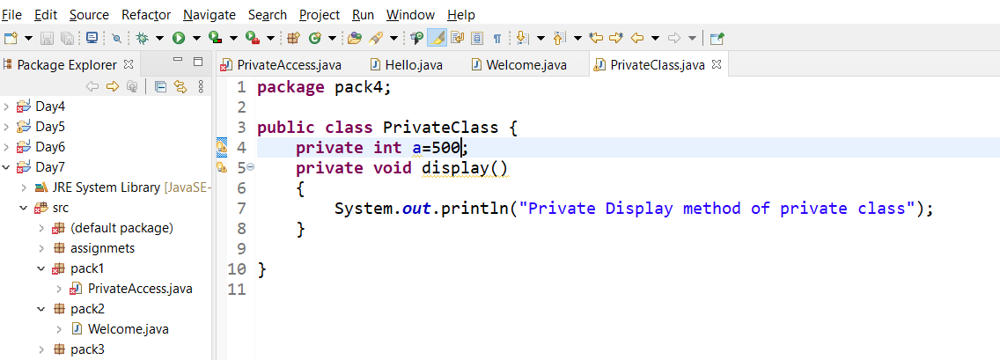 File Edit Source Refactor Navigate Search Project Run Window Help
Package Explorer
PrivateAccess.java Hello.java Welcome.java PrivateClass.java
Day4
Day5
Day6
Day7
JRE System Library [JavaSE-
src
(default package)
assignmets
pack1
PrivateAccess.java
pack2
Welcome.java
pack3
1 package pack4;
2
3 public class PrivateClass {
4 private int a=500;
5 private void display()
6 {
7 System.out.println("Private Display method of private class");
8 }
9
10 }
11